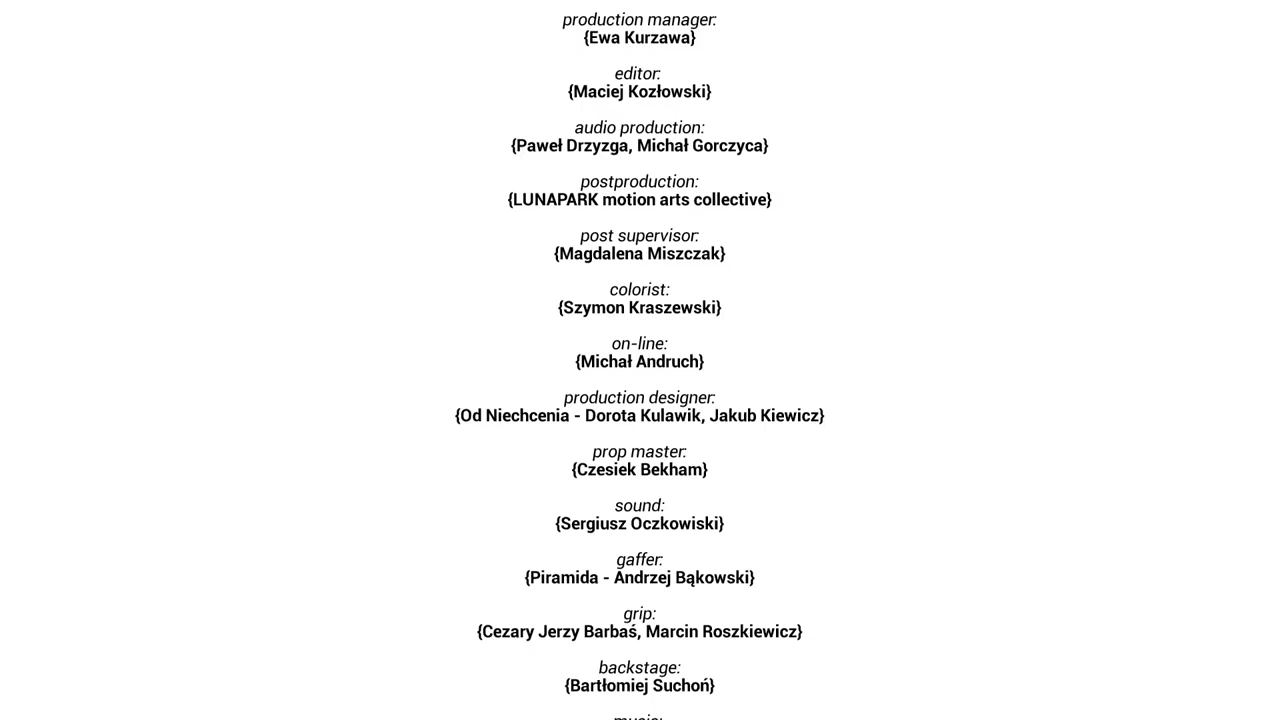 production manager:
{Ewa Kurzawa}
editor:
{Maciej Kozłowski}
audio production:
{Paweł Drzyzga, Michał Gorczyca}
postproduction:
{LUNAPARK motion arts collective}
post supervisor:
{Magdalena Miszczak}
colorist:
{Szymon Kraszewski}
on-line:
{Michał Andruch}
production designer:
{Od Niechcenia - Dorota Kulawik, Jakub Kiewicz}
prop master:
{Czesiek Bekham}
sound:
{Sergiusz Oczkowiski}
gaffer:
{Piramida - Andrzej Bąkowski}
grip:
{Cezary Jerzy Barbaś, Marcin Roszkiewicz}
backstage:
{Bartłomiej Suchoń}